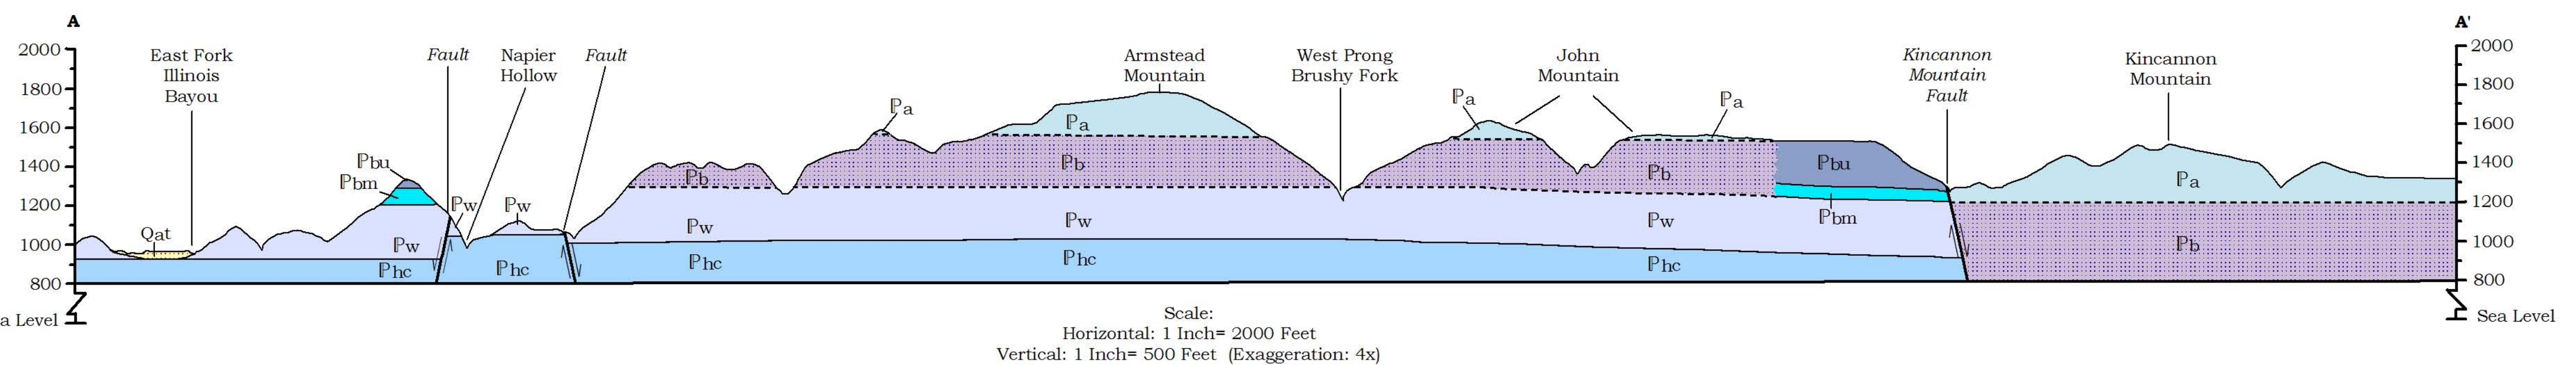 A
A'
2000
1800
1600
1400
1200
1000
800
a Level
East Fork
Illinois
Bayou
Fault
Napier
Hollow
Fault
Armstead
Mountain
West Prong
Brushy Fork
John
Mountain
Kincannon
Mountain
Fault
Kincannon
Mountain
2000
1800
1600
1400
1200
1000
800
Sea Level
Qat
ℙbu
ℙbm
ℙw
ℙhc
ℙw
ℙw
ℙhc
ℙb
ℙw
ℙhc
ℙa
ℙa
ℙb
ℙw
ℙhc
ℙa
ℙa
ℙb
ℙw
ℙhc
ℙbu
ℙbm
ℙa
ℙb
Scale:
Horizontal: 1 Inch= 2000 Feet
Vertical: 1 Inch= 500 Feet (Exaggeration: 4x)